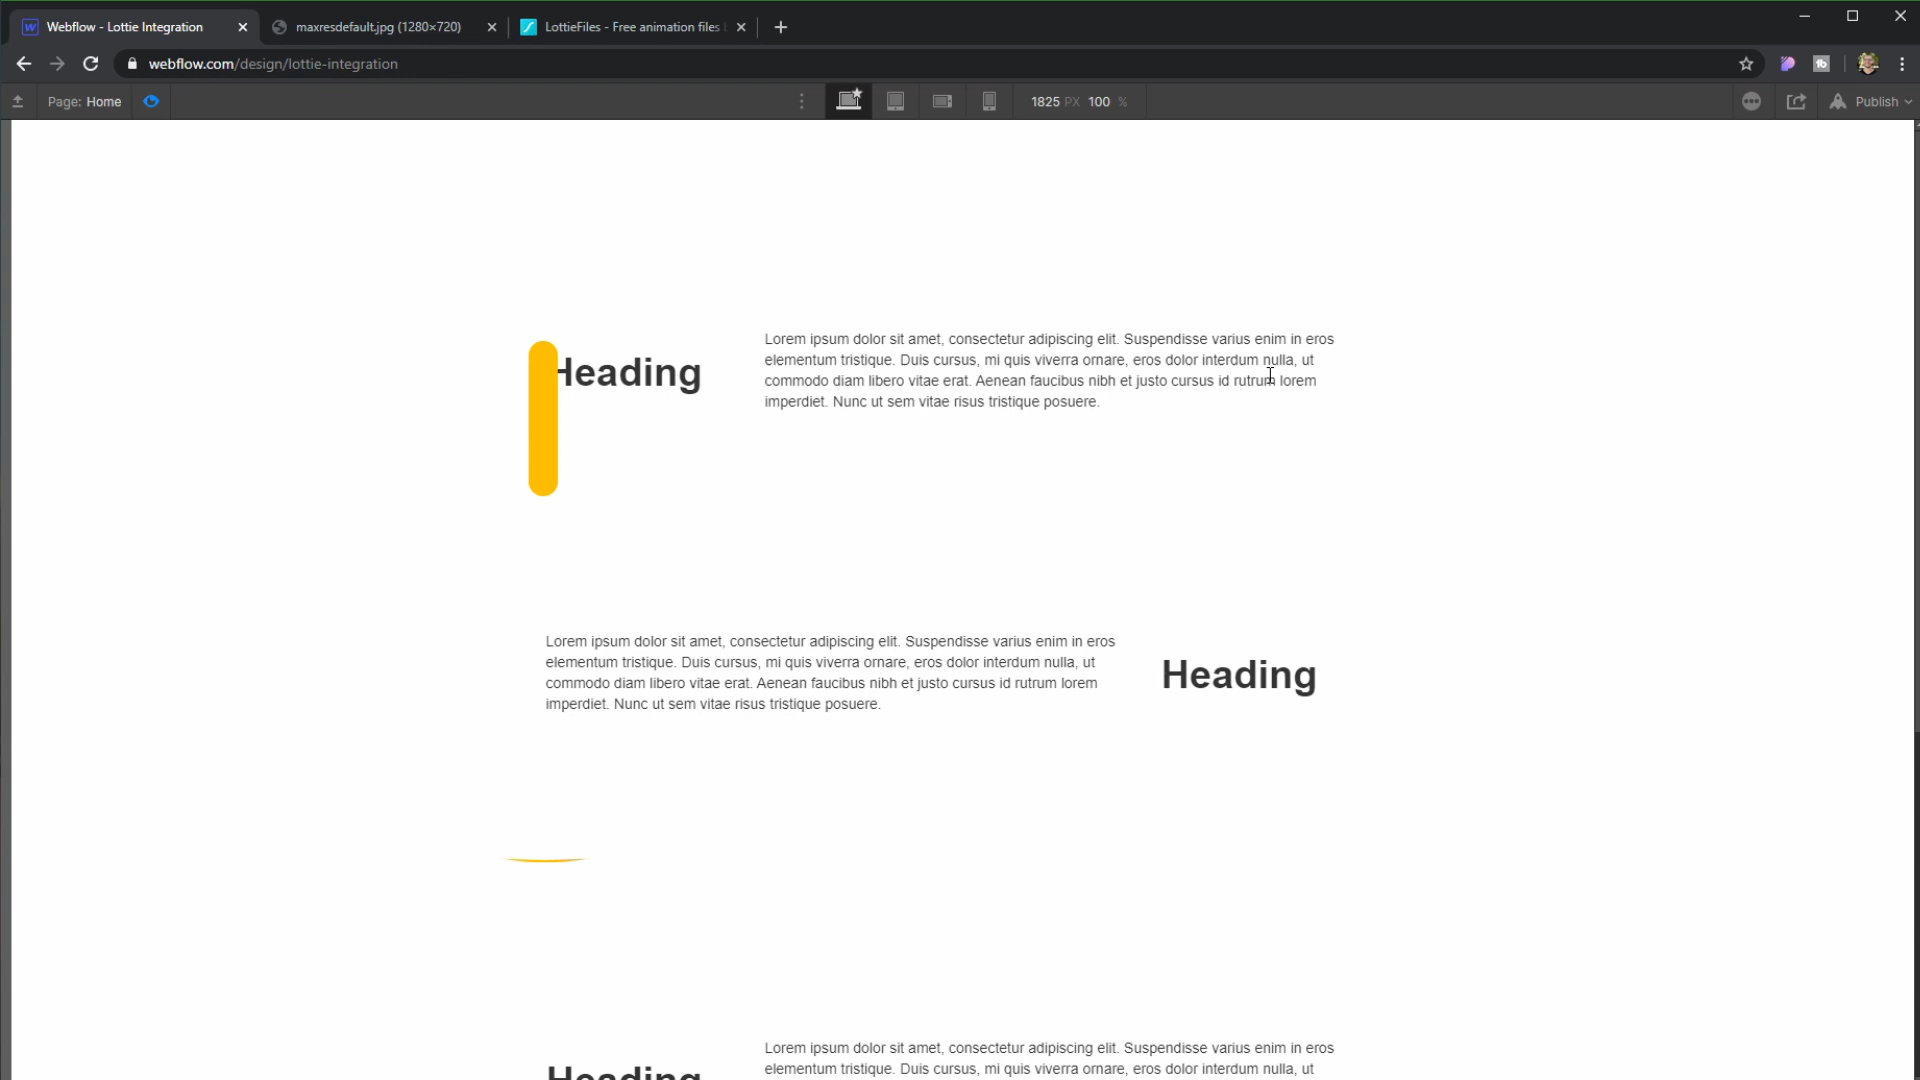 Webflow - Lottie Integration
maxresdefault.jpg (1280×720)
LottieFiles - Free animation files
webflow.com/design/lottie-integration
Page: Home
1825 PX 100 %
Publish
Heading
Lorem ipsum dolor sit amet, consectetur adipiscing elit. Suspendisse varius enim in eros
elementum tristique. Duis cursus, mi quis viverra ornare, eros dolor interdum nulla, ut
commodo diam libero vitae erat. Aenean faucibus nibh et justo cursus id rutrum lorem
imperdiet. Nunc ut sem vitae risus tristique posuere.
Lorem ipsum dolor sit amet, consectetur adipiscing elit. Suspendisse varius enim in eros
elementum tristique. Duis cursus, mi quis viverra ornare, eros dolor interdum nulla, ut
commodo diam libero vitae erat. Aenean faucibus nibh et justo cursus id rutrum lorem
imperdiet. Nunc ut sem vitae risus tristique posuere.
Heading
Heading
Lorem ipsum dolor sit amet, consectetur adipiscing elit. Suspendisse varius enim in eros
elementum tristique. Duis cursus, mi quis viverra ornare, eros dolor interdum nulla, ut